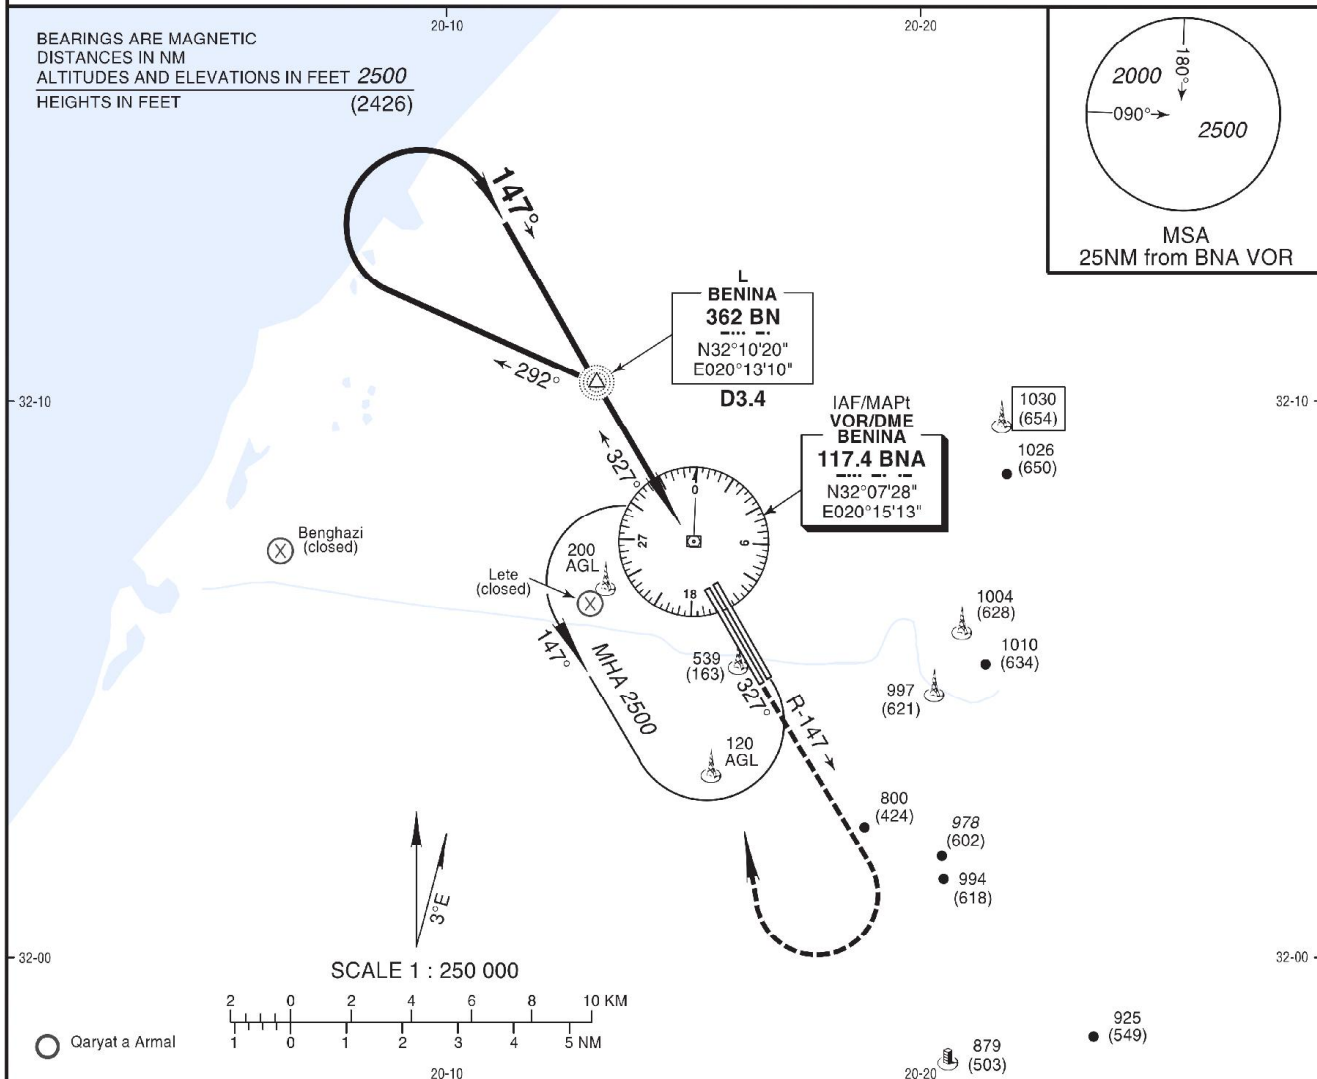 20-10
20-20
BEARINGS ARE MAGNETIC
DISTANCES IN NM
ALTITUDES AND ELEVATIONS IN FEET 2500
HEIGHTS IN FEET (2426)
180°
2000
090°
2500
MSA
25NM from BNA VOR
147°
L
BENINA
362 BN
N32°10'20"
E020°13'10"
D3.4
292°
32-10
32-10
IAF/MAPt
VOR/DME
BENINA
117.4 BNA
N32°07'28"
E020°15'13"
1030
(654)
1026
(650)
327°
0
9
18
27
Benghazi
(closed)
200
AGL
Lete
(closed)
147°
MHA 2500
539
(163)
327°
R-147
1004
(628)
1010
(634)
997
(621)
120
AGL
800
(424)
978
(602)
994
(618)
3°E
32-00
32-00
SCALE 1 : 250 000
2 0 2 4 6 8 10 KM
1 0 1 2 3 4 5 NM
Qaryat a Armal
925
(549)
879
(503)
20-10
20-20